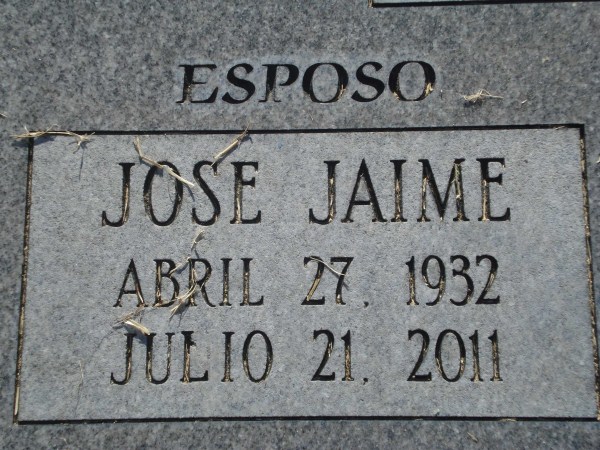 ESPOSO
JOSE JAIME
ABRIL 27, 1932
JULIO 21, 2011